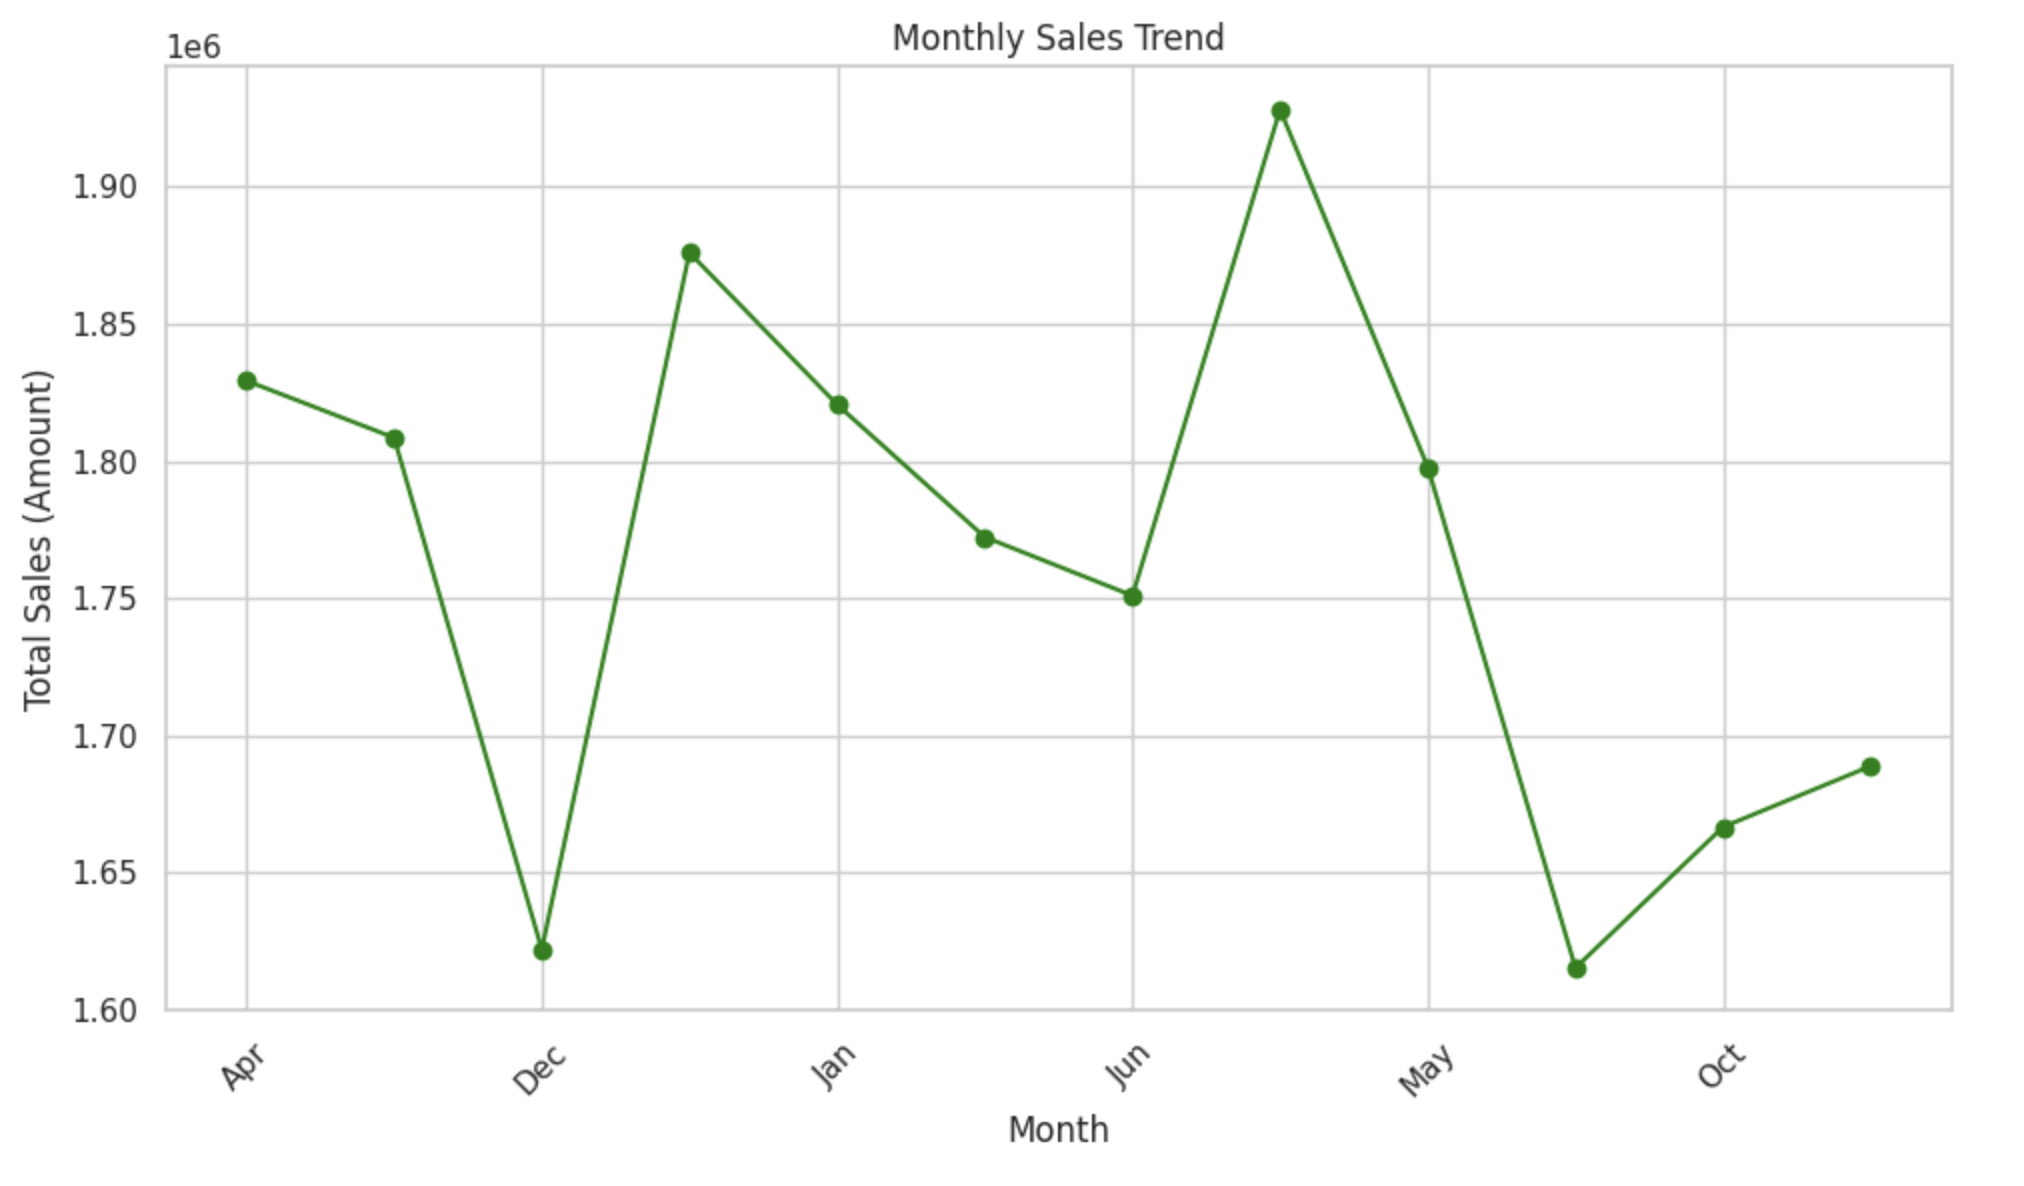 Monthly Sales Trend
1e6
1.90
1.85
1.80
1.75
1.70
1.65
1.60
Total Sales (Amount)
Apr
Dec
Jan
Jun
May
Oct
Month